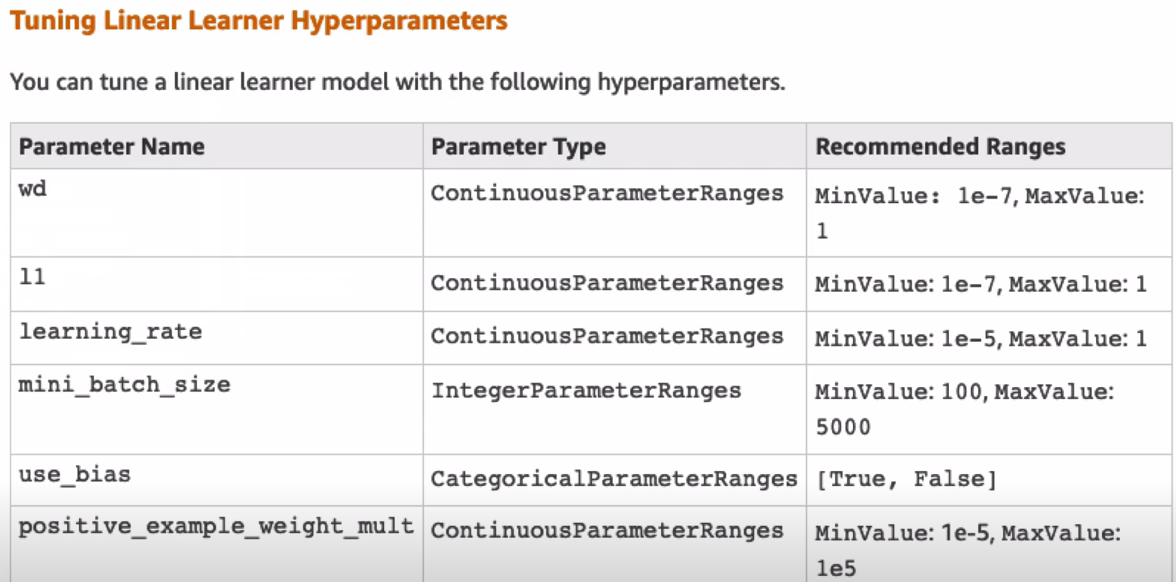 Tuning Linear Learner Hyperparameters
You can tune a linear learner model with the following hyperparameters.
Parameter Name Parameter Type Recommended Ranges
wd ContinuousParameterRanges MinValue: 1e-7, MaxValue:
1
l1 ContinuousParameterRanges MinValue: 1e-7, MaxValue: 1
learning_rate ContinuousParameterRanges MinValue: 1e-5, MaxValue: 1
mini_batch_size IntegerParameterRanges MinValue: 100, MaxValue:
5000
use_bias CategoricalParameterRanges [True, False]
positive_example_weight_mult ContinuousParameterRanges MinValue: 1e-5, MaxValue:
1e5